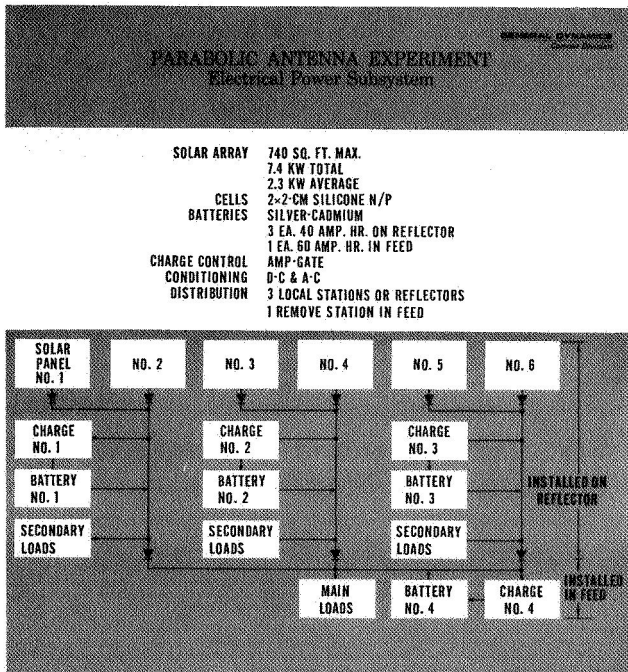 GENERAL DYNAMICS
Convair Division
PARABOLIC ANTENNA EXPERIMENT
Electrical Power Subsystem
SOLAR ARRAY 740 SQ. FT. MAX.
7.4 KW TOTAL
2.3 KW AVERAGE
CELLS 2×2-CM SILICONE N/P
BATTERIES SILVER-CADMIUM
3 EA. 40 AMP. HR. ON REFLECTOR
1 EA. 60 AMP. HR. IN FEED
CHARGE CONTROL AMP-GATE
CONDITIONING D-C & A-C
DISTRIBUTION 3 LOCAL STATIONS OR REFLECTORS
1 REMOVE STATION IN FEED
SOLAR
PANEL
NO. 1
NO. 2
NO. 3
NO. 4
NO. 5
NO. 6
CHARGE
NO. 1
CHARGE
NO. 2
CHARGE
NO. 3
BATTERY
NO. 1
BATTERY
NO. 2
BATTERY
NO. 3
INSTALLED ON
REFLECTOR
SECONDARY
LOADS
SECONDARY
LOADS
SECONDARY
LOADS
MAIN
LOADS
BATTERY
NO. 4
CHARGE
NO. 4
INSTALLED
IN FEED